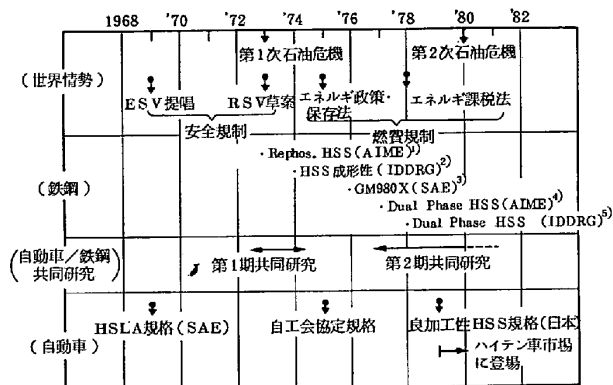 1968 '70 '72 '74 '76 '78 '80 '82
第1次石油危機 第2次石油危機
(世界情勢)
ESV提唱 RSV草案 エネルギ政策・保存法 エネルギ課税法
安全規制 燃費規制
・Rephos. HSS(AIME)1)
・HSS成形性(IDDRG)2)
(鉄鋼) ・GM980X(SAE)3)
・Dual Phase HSS(AIME)4)
・Dual Phase HSS (IDDRG)5)
(自動車/鉄鋼共同研究) 第1期共同研究 第2期共同研究
HSLA規格(SAE) 自工会協定規格 良加工性HSS規格(日本)
(自動車) ハイテン車市場
に登場